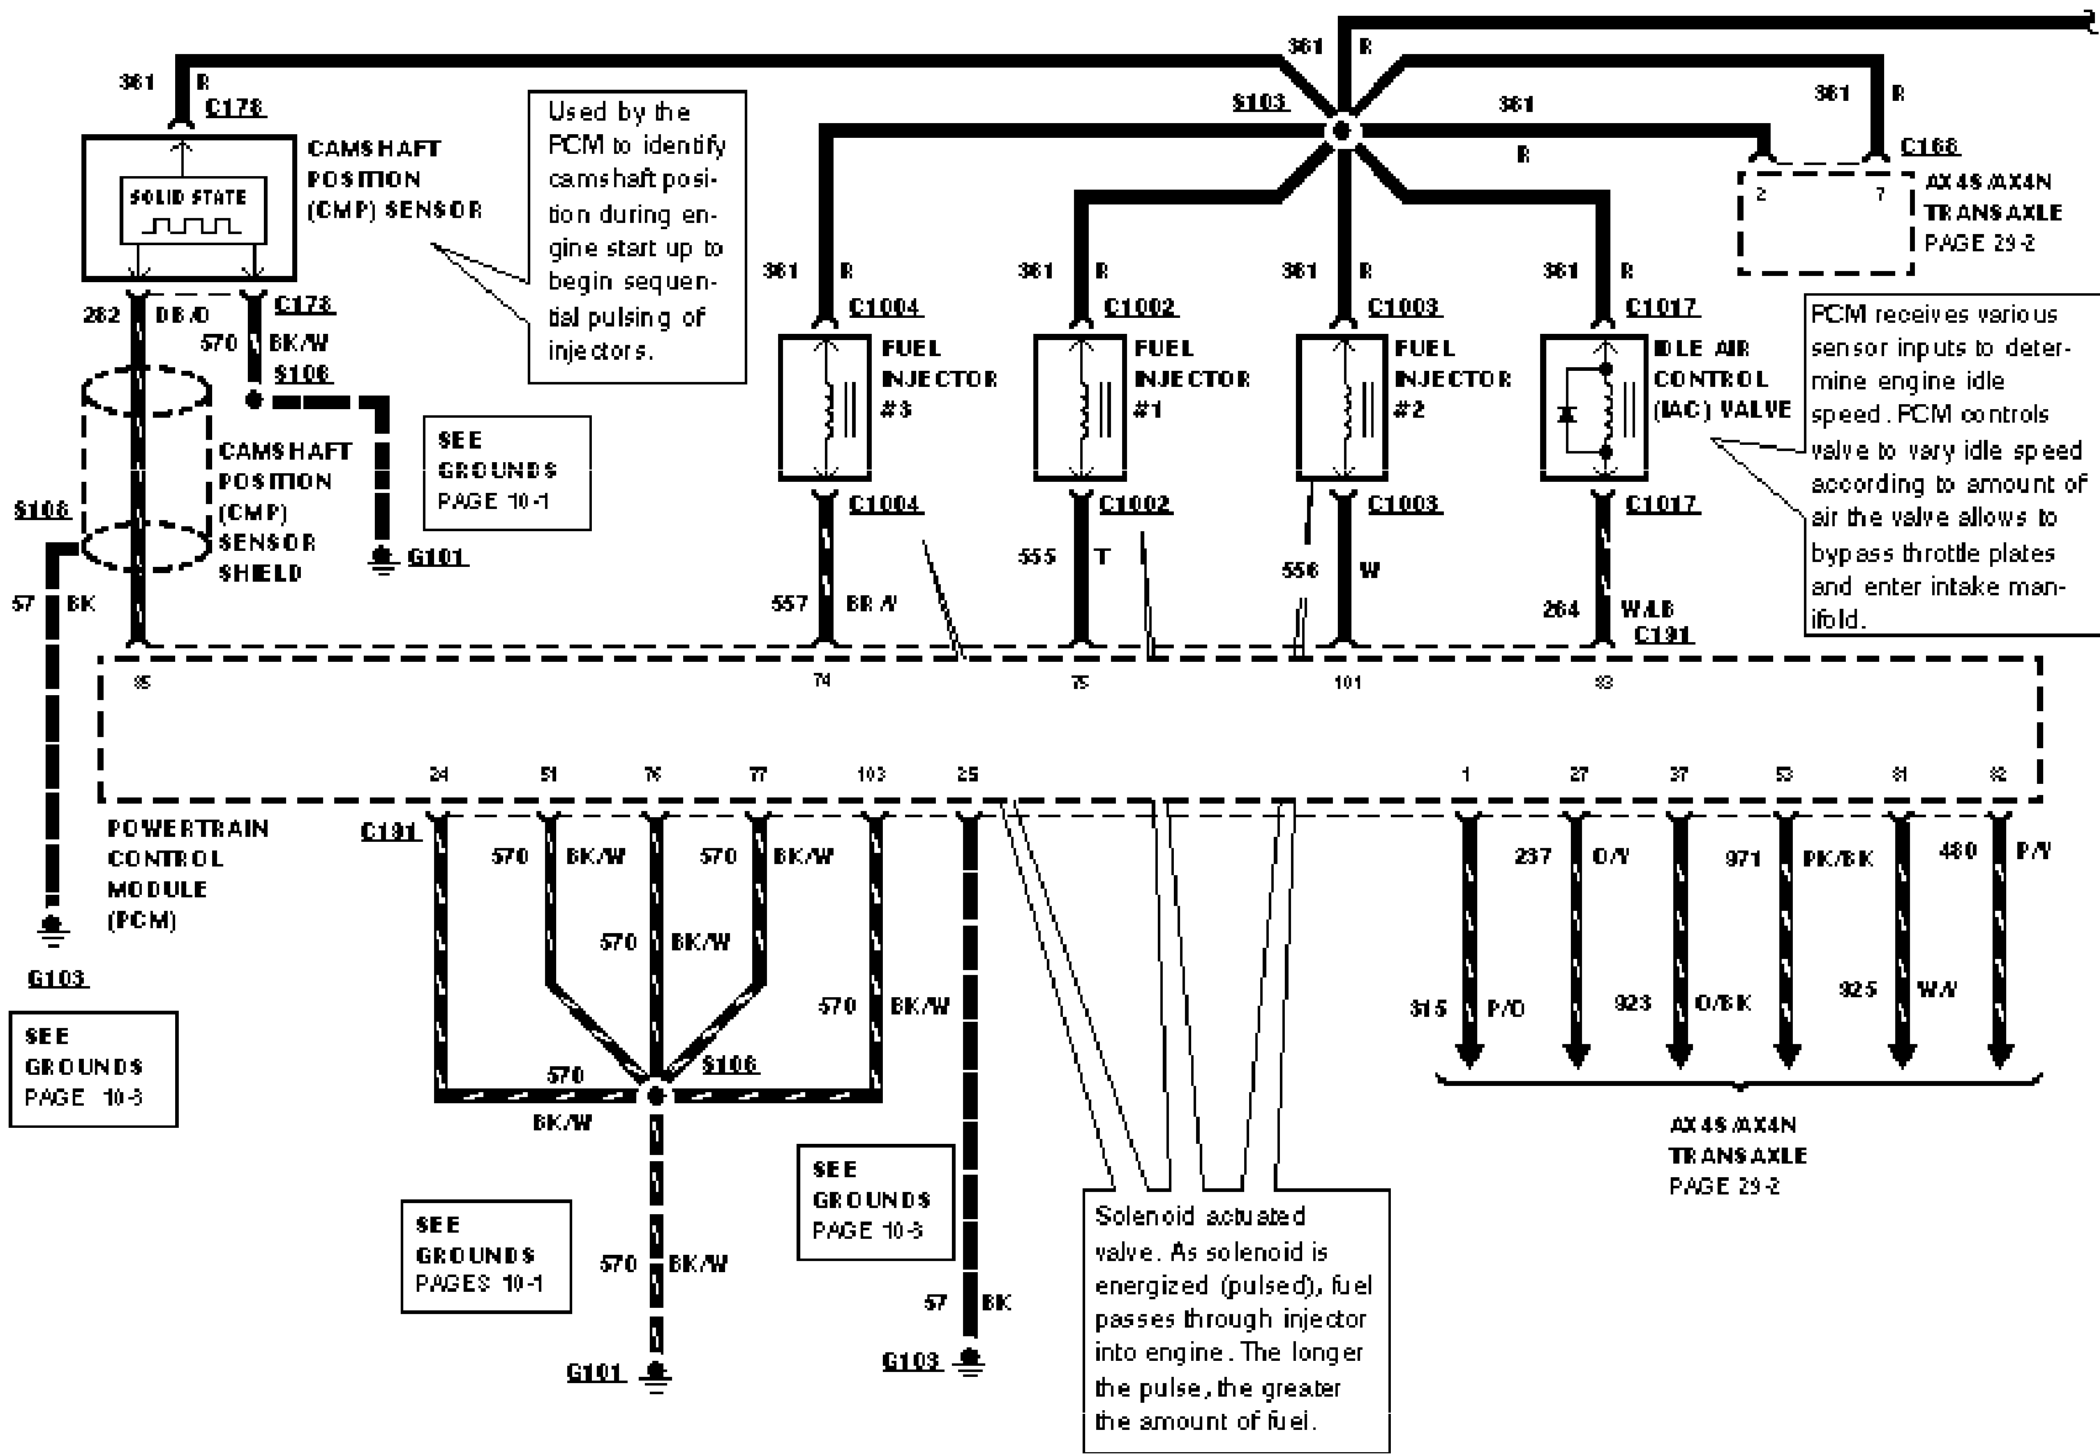 361 R
C178
CAMSHAFT
POSITION
(CMP) SENSOR
SOLID STATE
282 DB/O
C178
570 BK/W
S106
Used by the
PCM to identify
camshaft posi-
tion during en-
gine start up to
begin sequen-
tial pulsing of
injectors.
CAMSHAFT
POSITION
(CMP)
SENSOR
SHIELD
S108
57 BK
G101
SEE
GROUNDS
PAGE 10-1
361 R
S103
361
R
361 R
C168
2 7
AX4S/AX4N
TRANSAXLE
PAGE 29-2
361 R
C1004
FUEL
INJECTOR
#3
C1004
557 BR/Y
361 R
C1002
FUEL
INJECTOR
#1
C1002
555 T
361 R
C1003
FUEL
INJECTOR
#2
C1003
556 W
361 R
C1017
IDLE AIR
CONTROL
(IAC) VALVE
C1017
264 W/LB
C191
PCM receives various
sensor inputs to deter-
mine engine idle
speed. PCM controls
valve to vary idle speed
according to amount of
air the valve allows to
bypass throttle plates
and enter intake man-
ifold.
85 74 75 101 83
24 51 76 77 103 25 1 27 37 53 81 82
POWERTRAIN
CONTROL
MODULE
(PCM)
C191
570 BK/W
570 BK/W
570 BK/W
570 BK/W
S106
570
BK/W
G103
SEE
GROUNDS
PAGE 10-3
SEE
GROUNDS
PAGES 10-1
570 BK/W
G101
SEE
GROUNDS
PAGE 10-3
57 BK
G103
Solenoid actuated
valve. As solenoid is
energized (pulsed), fuel
passes through injector
into engine. The longer
the pulse, the greater
the amount of fuel.
315 P/O
237 O/Y
923 O/BK
971 PK/BK
925 W/Y
480 P/Y
AX4S/AX4N
TRANSAXLE
PAGE 29-2